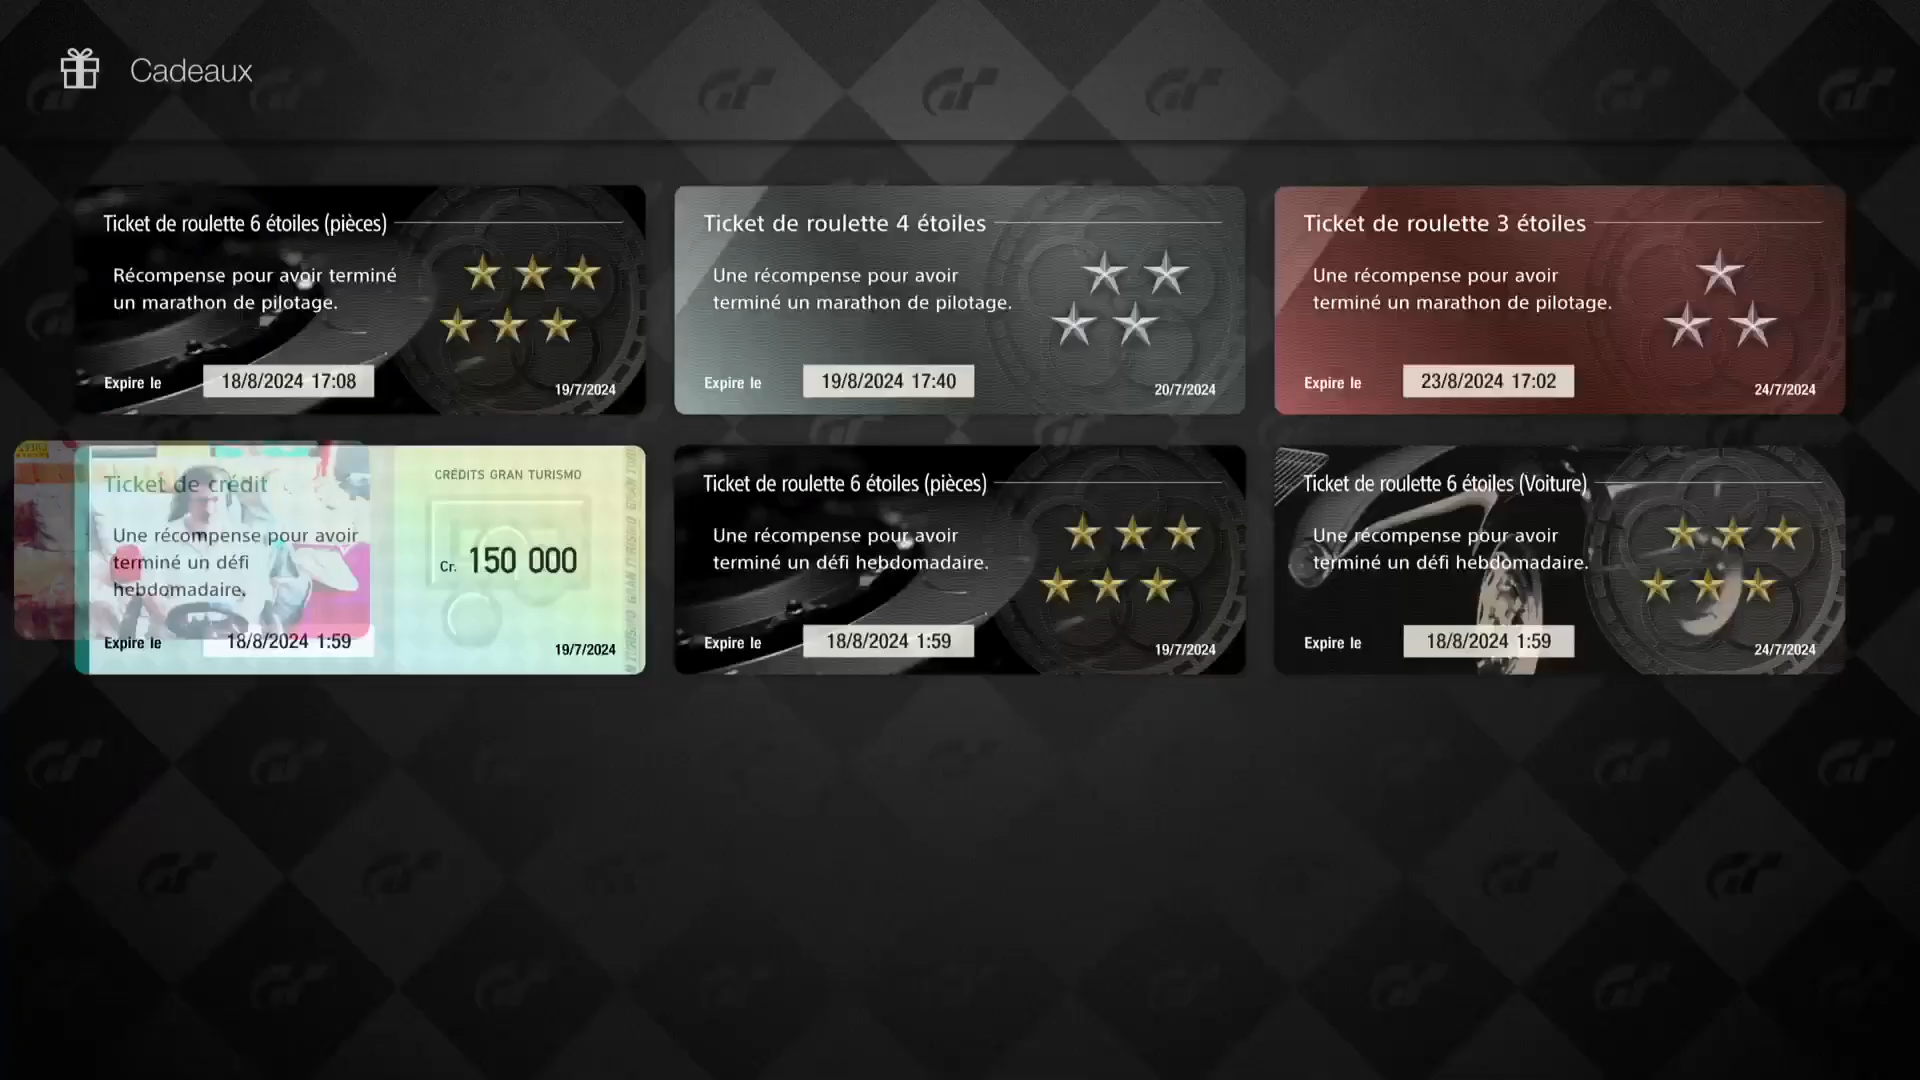 Cadeaux
Ticket de roulette 6 étoiles (pièces)
Récompense pour avoir terminé
un marathon de pilotage.
Expire le
18/8/2024 17:08
19/7/2024
Ticket de roulette 4 étoiles
Une récompense pour avoir
terminé un marathon de pilotage.
Expire le
19/8/2024 17:40
20/7/2024
Ticket de roulette 3 étoiles
Une récompense pour avoir
terminé un marathon de pilotage.
Expire le
23/8/2024 17:02
24/7/2024
Ticket de crédit
Une récompense pour avoir
terminé un défi
hebdomadaire.
Expire le
18/8/2024 1:59
CRÉDITS GRAN TURISMO
Cr. 150 000
19/7/2024
Ticket de roulette 6 étoiles (pièces)
Une récompense pour avoir
terminé un défi hebdomadaire.
Expire le
18/8/2024 1:59
19/7/2024
Ticket de roulette 6 étoiles (Voiture)
Une récompense pour avoir
terminé un défi hebdomadaire.
Expire le
18/8/2024 1:59
24/7/2024